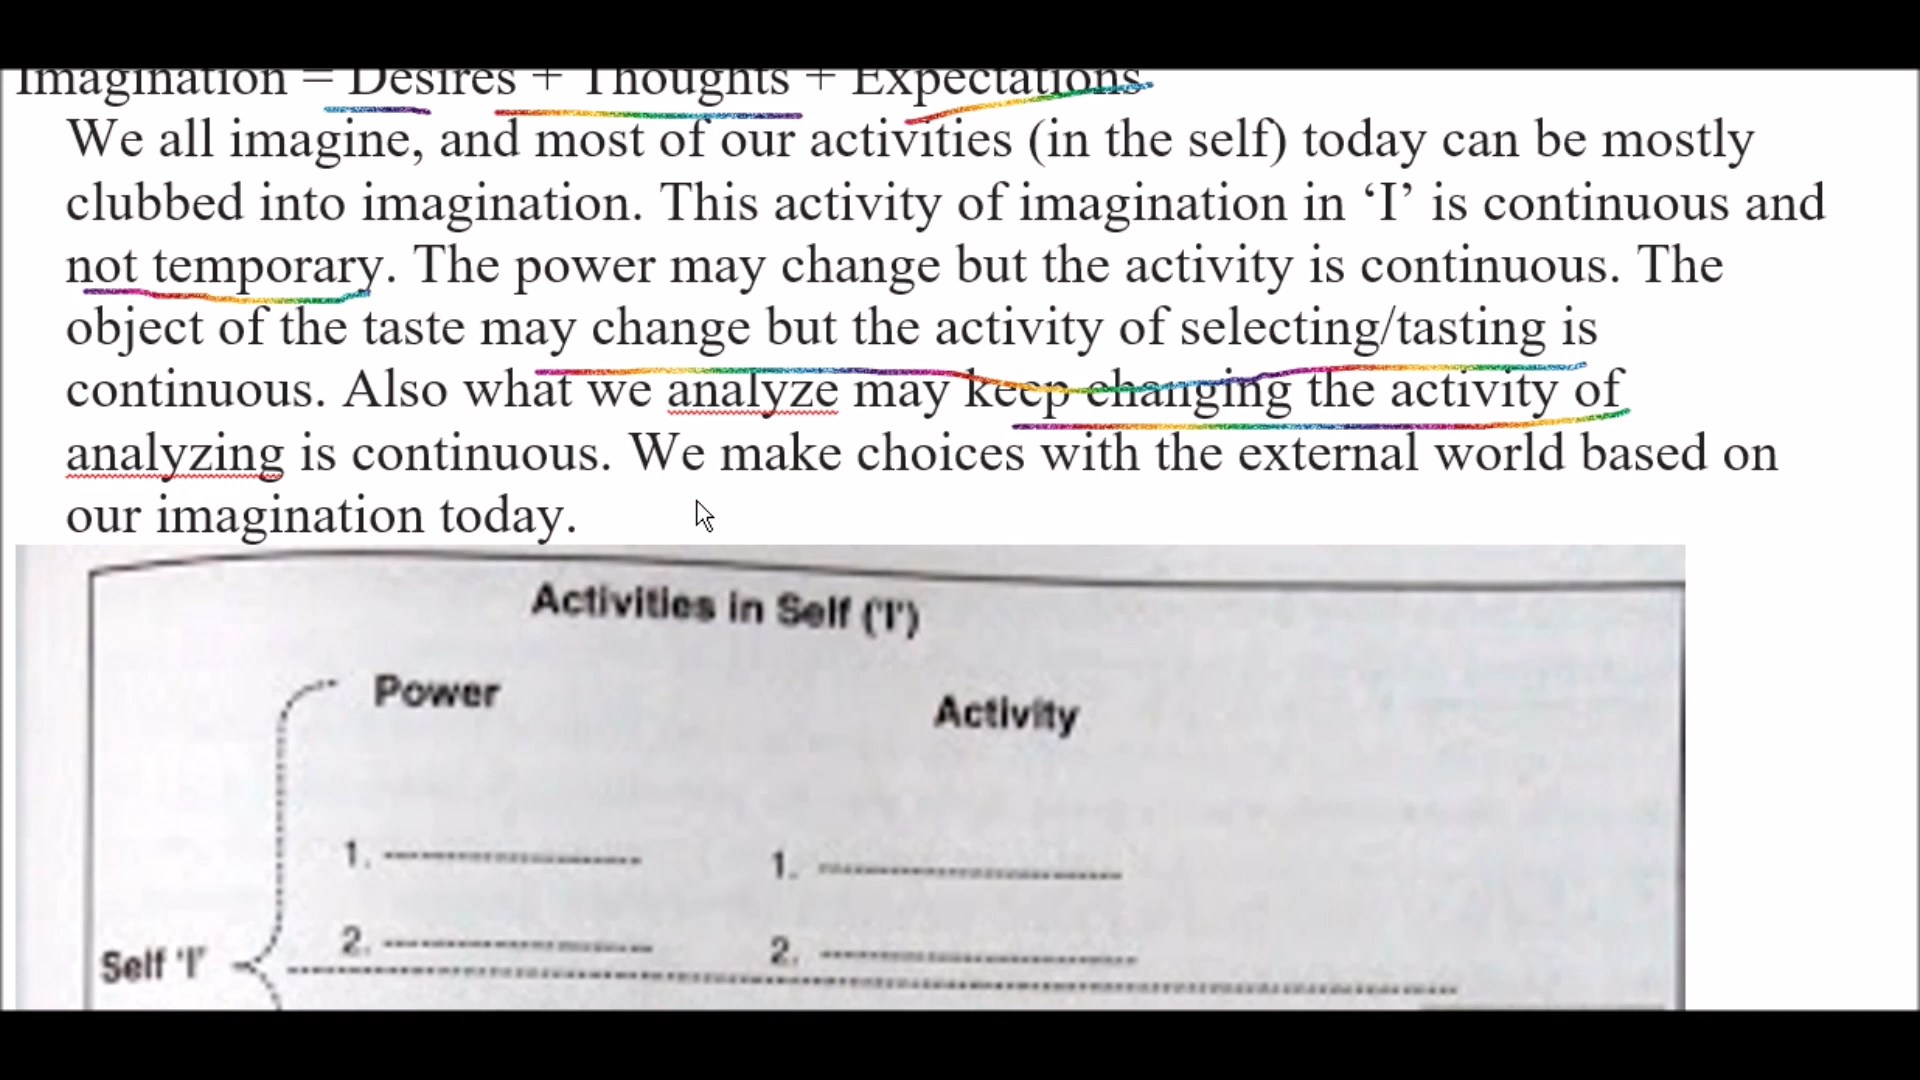 Imagination = Desires + Thoughts + Expectations
We all imagine, and most of our activities (in the self) today can be mostly
clubbed into imagination. This activity of imagination in ‘I’ is continuous and
not temporary. The power may change but the activity is continuous. The
object of the taste may change but the activity of selecting/tasting is
continuous. Also what we analyze may keep changing the activity of
analyzing is continuous. We make choices with the external world based on
our imagination today.
Activities in Self ('I')
Power
Activity
1. 1.
2. 2.
Self 'I'